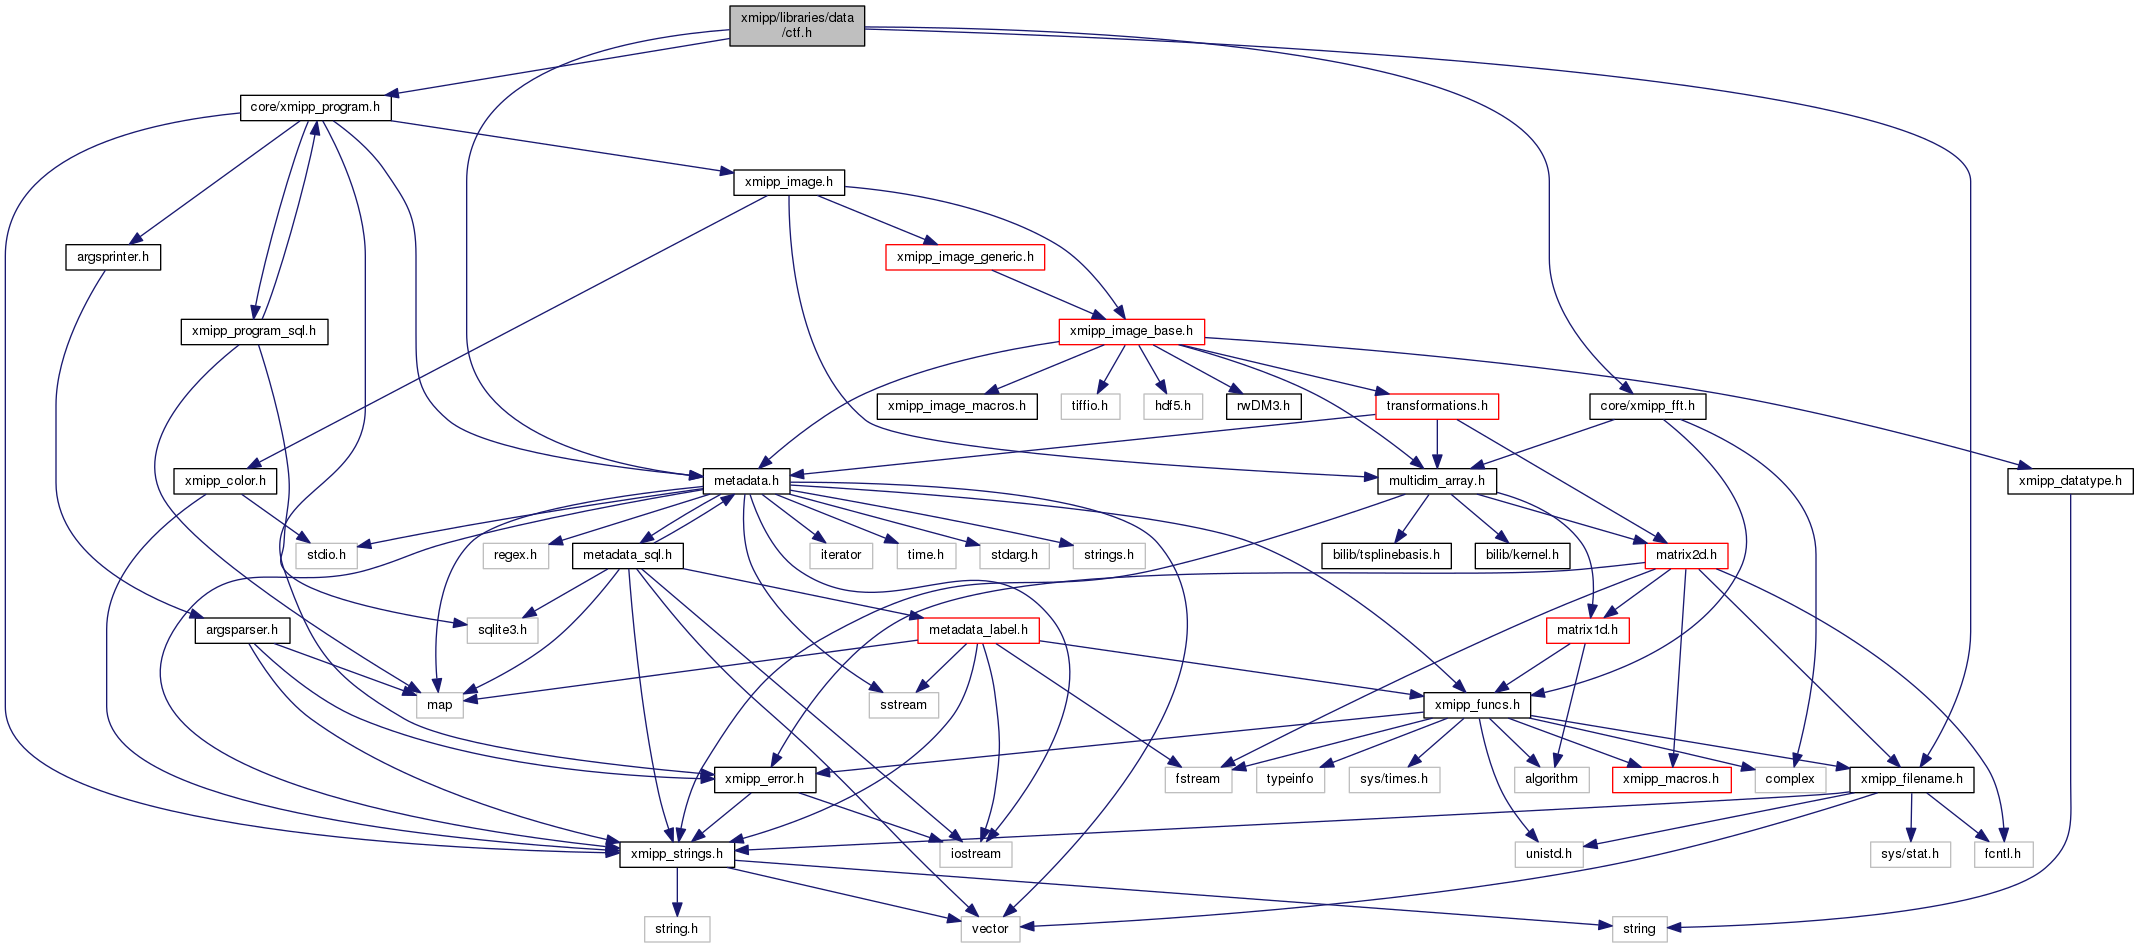 xmipp/libraries/data
/ctf.h
core/xmipp_program.h
xmipp_image.h
argsprinter.h
xmipp_image_generic.h
xmipp_program_sql.h
xmipp_image_base.h
xmipp_image_macros.h
tiffio.h
hdf5.h
rwDM3.h
transformations.h
core/xmipp_fft.h
xmipp_color.h
metadata.h
multidim_array.h
xmipp_datatype.h
stdio.h
regex.h
metadata_sql.h
iterator
time.h
stdarg.h
strings.h
bilib/tsplinebasis.h
bilib/kernel.h
matrix2d.h
argsparser.h
sqlite3.h
metadata_label.h
matrix1d.h
map
sstream
xmipp_funcs.h
xmipp_error.h
fstream
typeinfo
sys/times.h
algorithm
xmipp_macros.h
complex
xmipp_filename.h
xmipp_strings.h
iostream
unistd.h
sys/stat.h
fcntl.h
string.h
vector
string